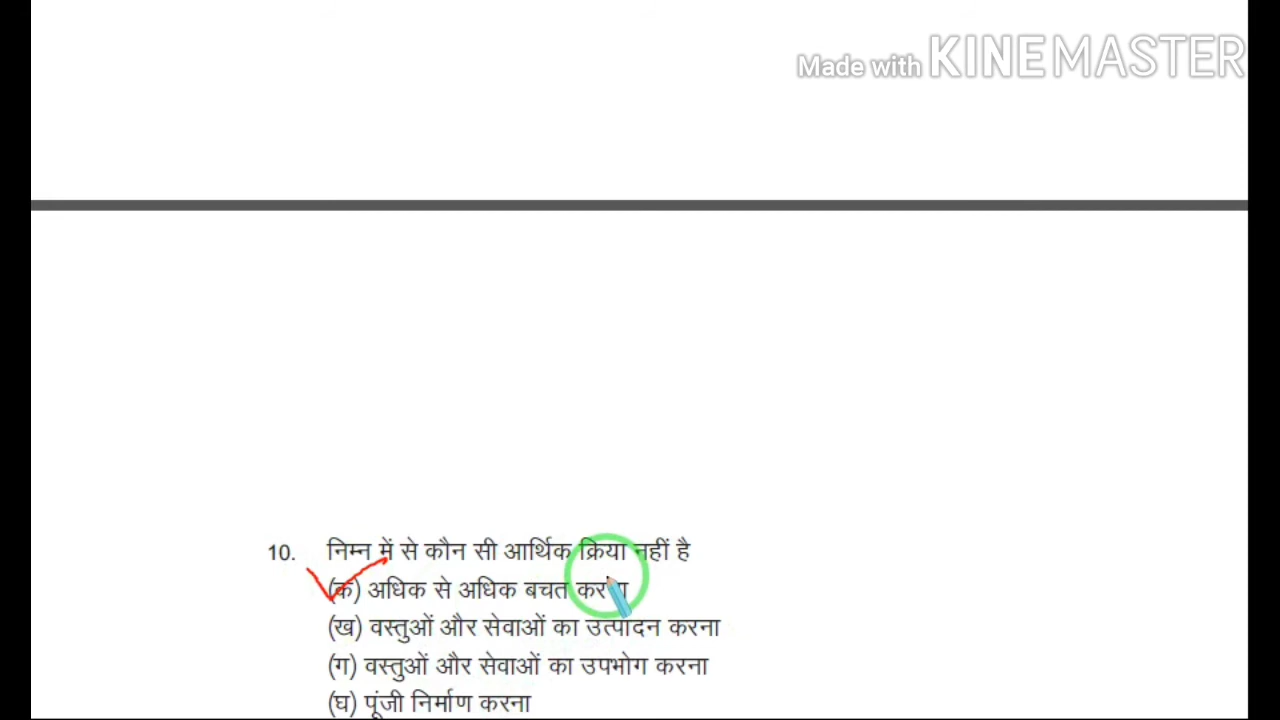 Made with KINEMASTER
10. निम्न में से कौन सी आर्थिक क्रिया नहीं है
(क) अधिक से अधिक बचत करना
(ख) वस्तुओं और सेवाओं का उत्पादन करना
(ग) वस्तुओं और सेवाओं का उपभोग करना
(घ) पूंजी निर्माण करना